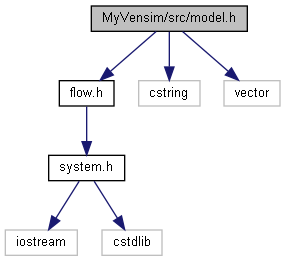 MyVensim/src/model.h
flow.h
cstring
vector
system.h
iostream
cstdlib